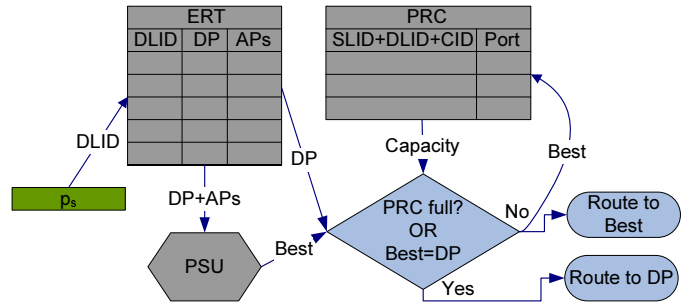 ERT
PRC
DLID DP APs
SLID+DLID+CID Port
DLID
DP
Capacity
Best
pₛ
DP+APs
PSU
Best
PRC full?
OR
Best=DP
No
Yes
Route to
Best
Route to DP